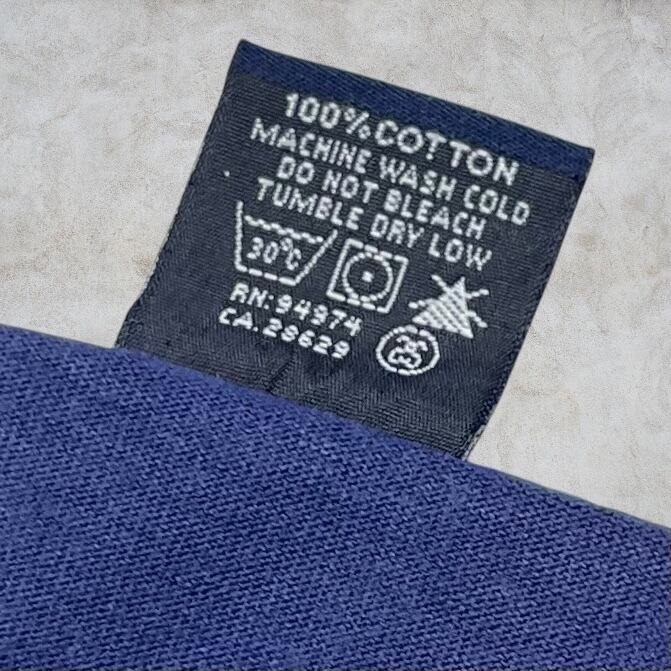 100% COTTON
MACHINE WASH COLD
DO NOT BLEACH
TUMBLE DRY LOW
30°C
RN:94974
CA.28629